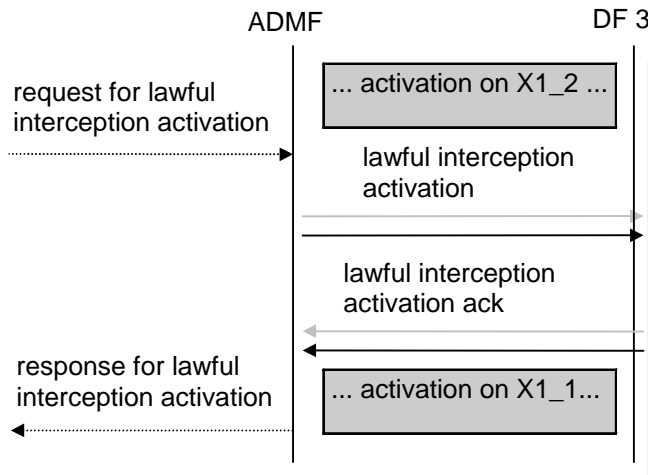 ADMF
DF 3
... activation on X1_2 ...
request for lawful
interception activation
lawful interception
activation
lawful interception
activation ack
response for lawful
interception activation
... activation on X1_1...